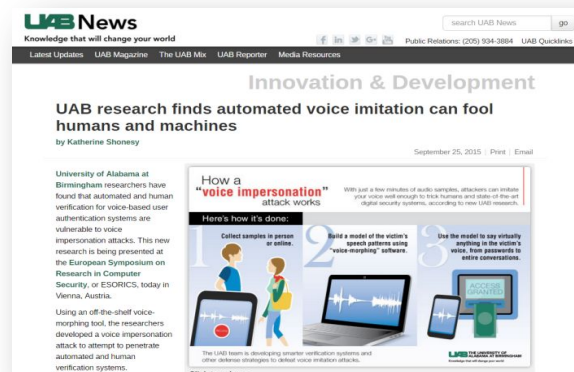 UAB News
Knowledge that will change your world
search UAB News
go
Public Relations: (205) 934-3884 UAB Quicklinks
Latest Updates UAB Magazine The UAB Mix UAB Reporter Media Resources
Innovation & Development
UAB research finds automated voice imitation can fool
humans and machines
by Katherine Shonesy
September 25, 2015 | Print | Email
University of Alabama at
Birmingham researchers have
found that automated and human
verification for voice-based user
authentication systems are
vulnerable to voice
impersonation attacks. This new
research is being presented at
the European Symposium on
Research in Computer
Security, or ESORICS, today in
Vienna, Austria.
Using an off-the-shelf voice-
morphing tool, the researchers
developed a voice impersonation
attack to attempt to penetrate
automated and human
verification systems.
How a
"voice impersonation"
attack works
With just a few minutes of audio samples, attackers can imitate
your voice well enough to trick humans and state-of-the art
digital security systems, according to new UAB research.
Here's how it's done:
1
Collect samples in person
or online.
2
Build a model of the victim's
speech patterns using
"voice-morphing" software.
3
Use the model to say virtually
anything in the victim's
voice, from passwords to
entire conversations.
ACCESS
GRANTED
The UAB team is developing smarter verification systems and
other defense strategies to defeat voice imitation attacks.
UAB THE UNIVERSITY OF
ALABAMA AT BIRMINGHAM
Knowledge that will change your world